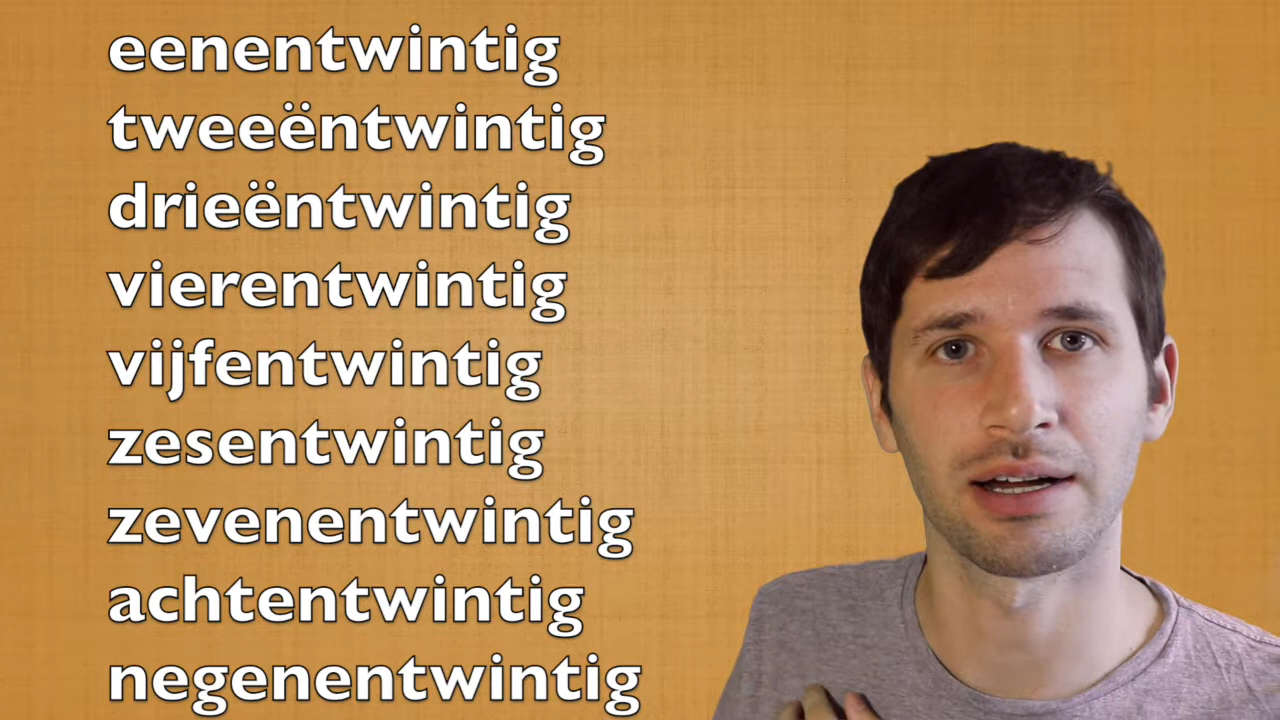 eenentwintig
tweeëntwintig
drieëntwintig
vierentwintig
vijfentwintig
zesentwintig
zevenentwintig
achtentwintig
negenentwintig